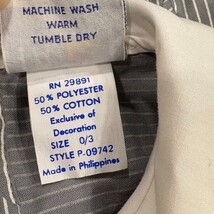 MACHINE WASH
WARM
TUMBLE DRY
RN 29891
50% POLYESTER
50% COTTON
Exclusive of
Decoration
SIZE 0/3
STYLE P-09742
Made in Philippines